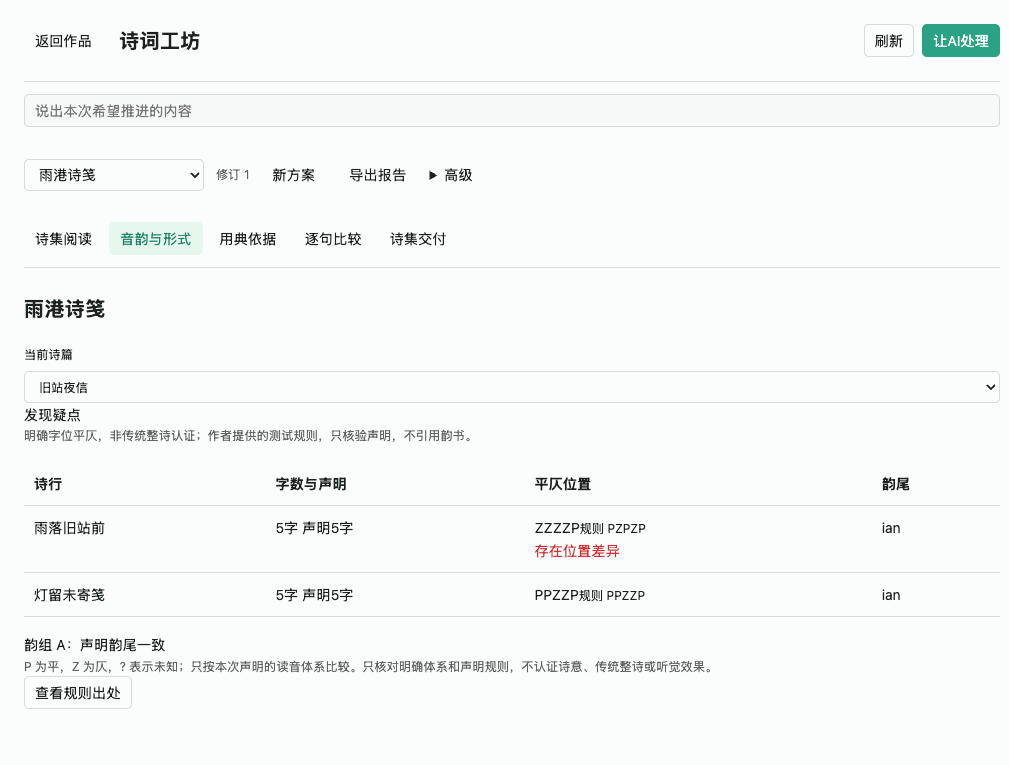 返回作品 诗词工坊 刷新 让AI处理
说出本次希望推进的内容
雨港诗笺 修订 1 新方案 导出报告 ▶ 高级
诗集阅读 音韵与形式 用典依据 逐句比较 诗集交付
雨港诗笺
当前诗篇
旧站夜信
发现疑点
明确字位平仄，非传统整诗认证；作者提供的测试规则，只核验声明，不引用韵书。
诗行 字数与声明 平仄位置 韵尾
雨落旧站前 5字 声明5字 ZZZZP规则 PZPZP ian
存在位置差异
灯留未寄笺 5字 声明5字 PPZZP规则 PPZZP ian
韵组 A：声明韵尾一致
P 为平，Z 为仄，? 表示未知；只按本次声明的读音体系比较。只核对明确体系和声明规则，不认证诗意、传统整诗或听觉效果。
查看规则出处